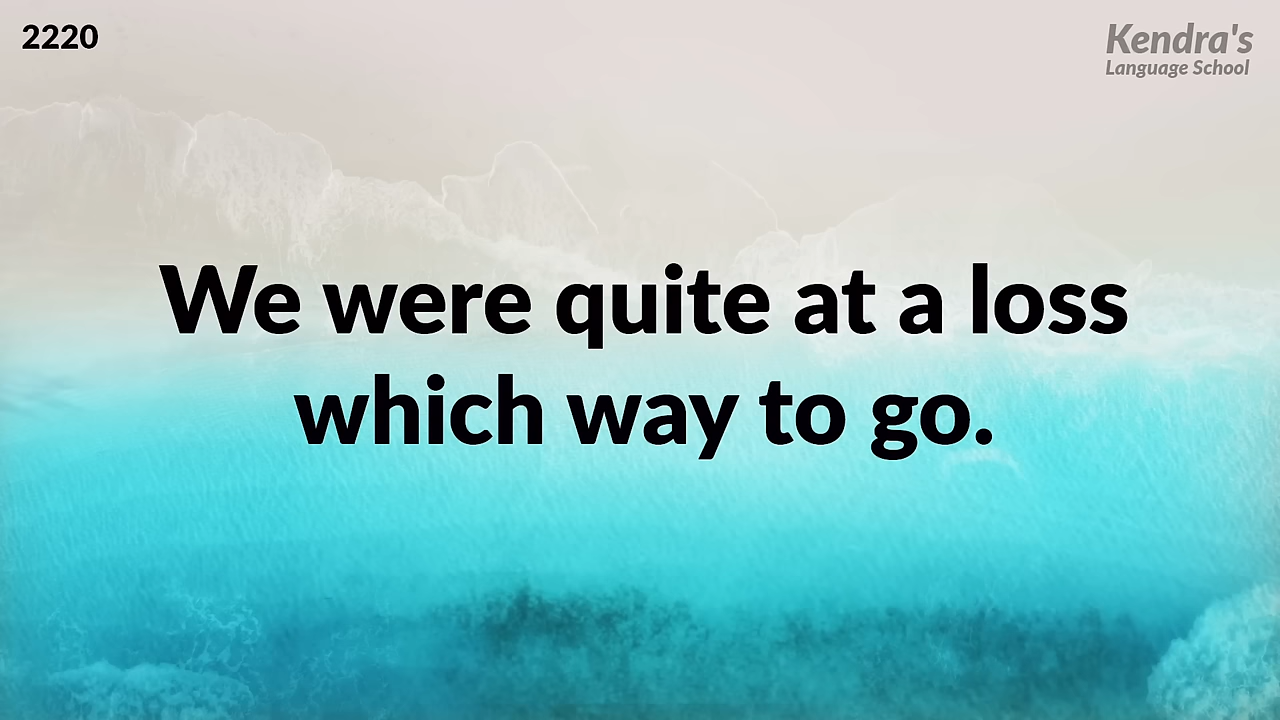 2220
Kendra's
Language School
We were quite at a loss
which way to go.